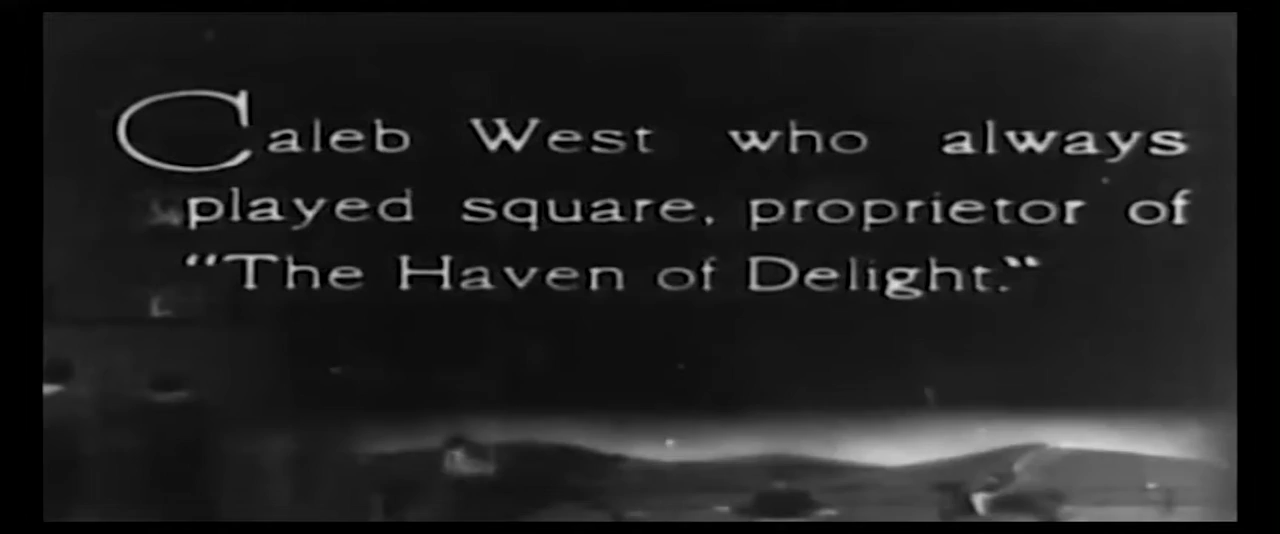 Caleb West who always
played square, proprietor of
“The Haven of Delight.“